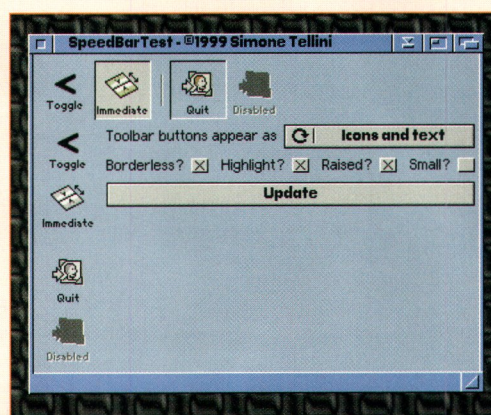 SpeedBarTest - ©1999 Simone Tellini
Toggle
Immediate
Quit
Disabled
Toolbar buttons appear as
Icons and text
Toggle
Borderless?
Highlight?
Raised?
Small?
Update
Immediate
Quit
Disabled